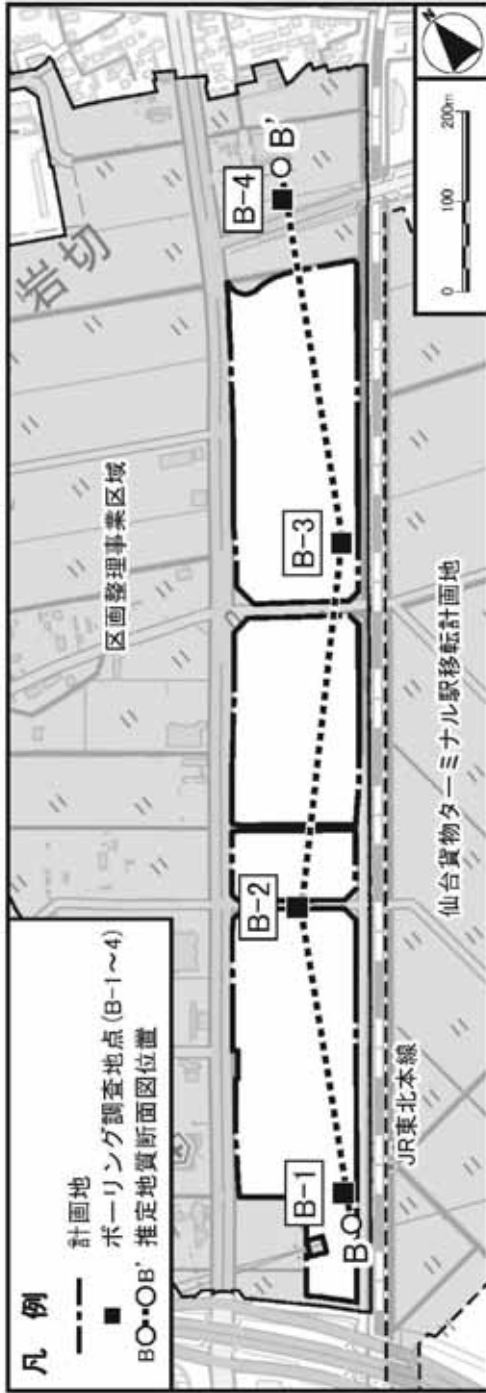 凡 例
計画地
ボーリング調査地点(B-1~4)
B B' 推定地質断面図位置
岩切
区画整理事業区域
B-1
B
B-2
B-3
B-4
B'
JR東北本線
仙台貨物ターミナル駅移転計画地
N
0 100 200m